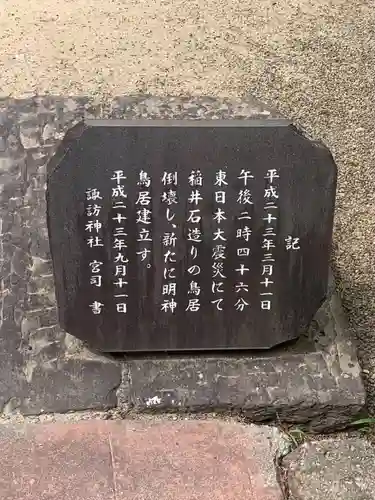 記
平成二十三年三月十一日
午後二時四十六分
東日本大震災にて
稲井石造りの鳥居
倒壊し、新たに明神
鳥居建立す。
平成二十三年九月十一日
諏訪神社 宮司 書